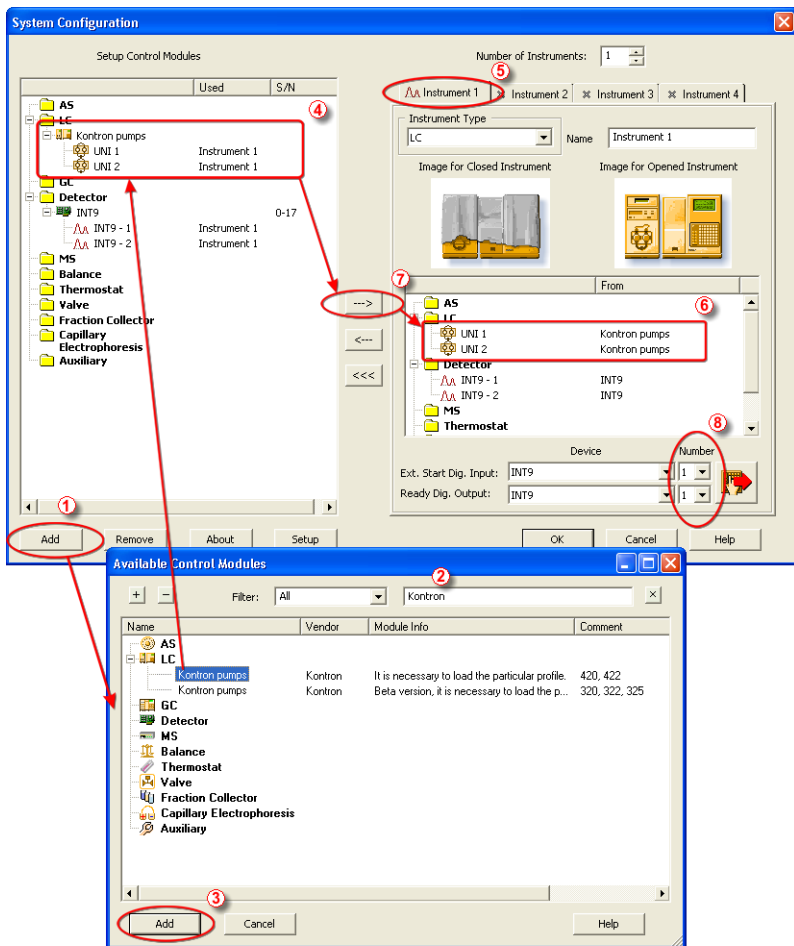 System Configuration
Setup Control Modules
Number of Instruments: 1
5
Used S/N
4
AS
LC
Kontron pumps
UNI 1 Instrument 1
UNI 2 Instrument 1
GC
Detector
INT9 0-17
INT9 - 1 Instrument 1
INT9 - 2 Instrument 1
MS
Balance
Thermostat
Valve
Fraction Collector
Capillary
Electrophoresis
Auxiliary
--->
<---
<<<
Instrument 1 Instrument 2 Instrument 3 Instrument 4
Instrument Type
LC Name Instrument 1
Image for Closed Instrument Image for Opened Instrument
7
From
6
AS
LC
UNI 1 Kontron pumps
UNI 2 Kontron pumps
Detector
INT9 - 1 INT9
INT9 - 2 INT9
MS
Thermostat
8
Device Number
Ext. Start Dig. Input: INT9 1
Ready Dig. Output: INT9 1
1
Add Remove About Setup OK Cancel Help
Available Control Modules
2
+ - Filter: All Kontron ×
Name Vendor Module Info Comment
AS
LC
Kontron pumps Kontron It is necessary to load the particular profile. 420, 422
Kontron pumps Kontron Beta version, it is necessary to load the p... 320, 322, 325
GC
Detector
MS
Balance
Thermostat
Valve
Fraction Collector
Capillary Electrophoresis
Auxiliary
3
Add Cancel Help